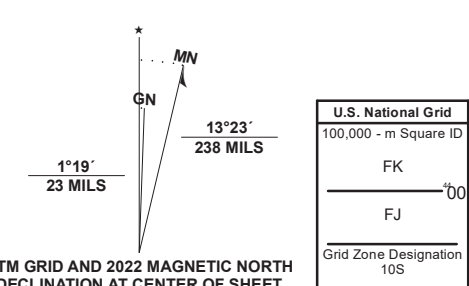 ★
MN
GN
13°23´
238 MILS
1°19´
23 MILS
TM GRID AND 2022 MAGNETIC NORTH
DECLINATION AT CENTER OF SHEET
U.S. National Grid
100,000 - m Square ID
FK
4400
FJ
Grid Zone Designation
10S